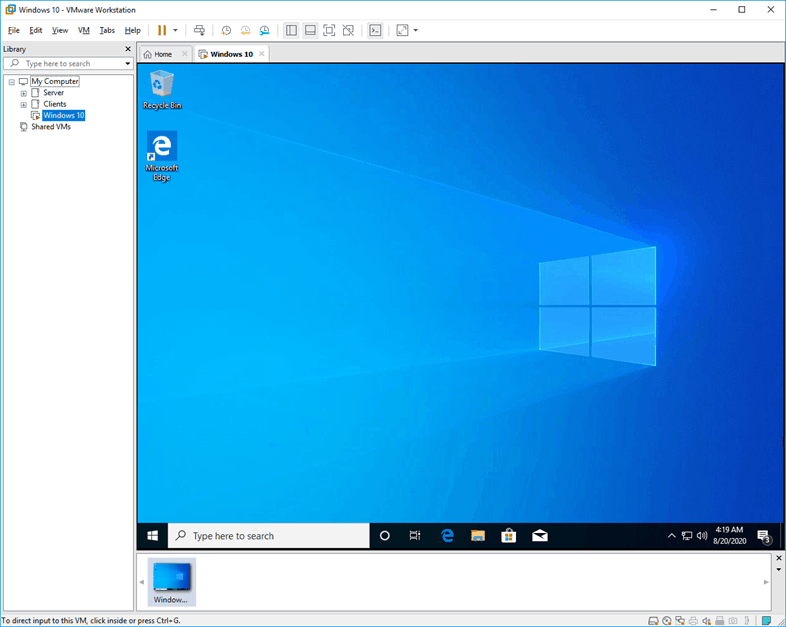 Windows 10 - VMware Workstation
File Edit View VM Tabs Help
Library
Type here to search
My Computer
Server
Clients
Windows 10
Shared VMs
Home
Windows 10
Recycle Bin
Microsoft
Edge
Type here to search
4:19 AM
8/20/2020
3
Window...
To direct input to this VM, click inside or press Ctrl+G.